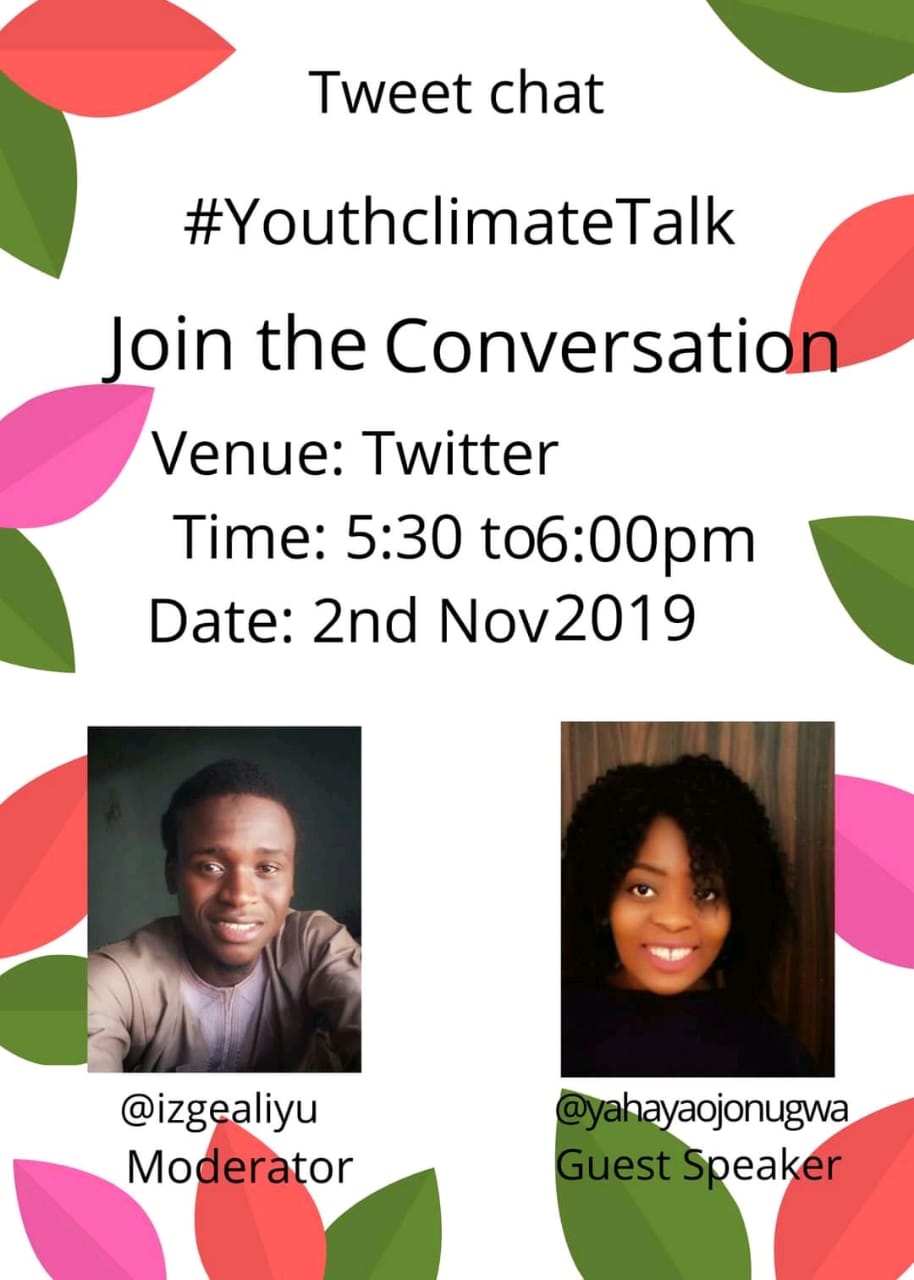 Tweet chat
#YouthclimateTalk
Join the Conversation
Venue: Twitter
Time: 5:30 to6:00pm
Date: 2nd Nov2019
@izgealiyu
Moderator
@yahayaojonugwa
Guest Speaker